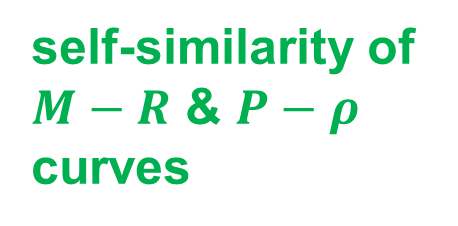 self-similarity of
M − R & P − ρ
curves